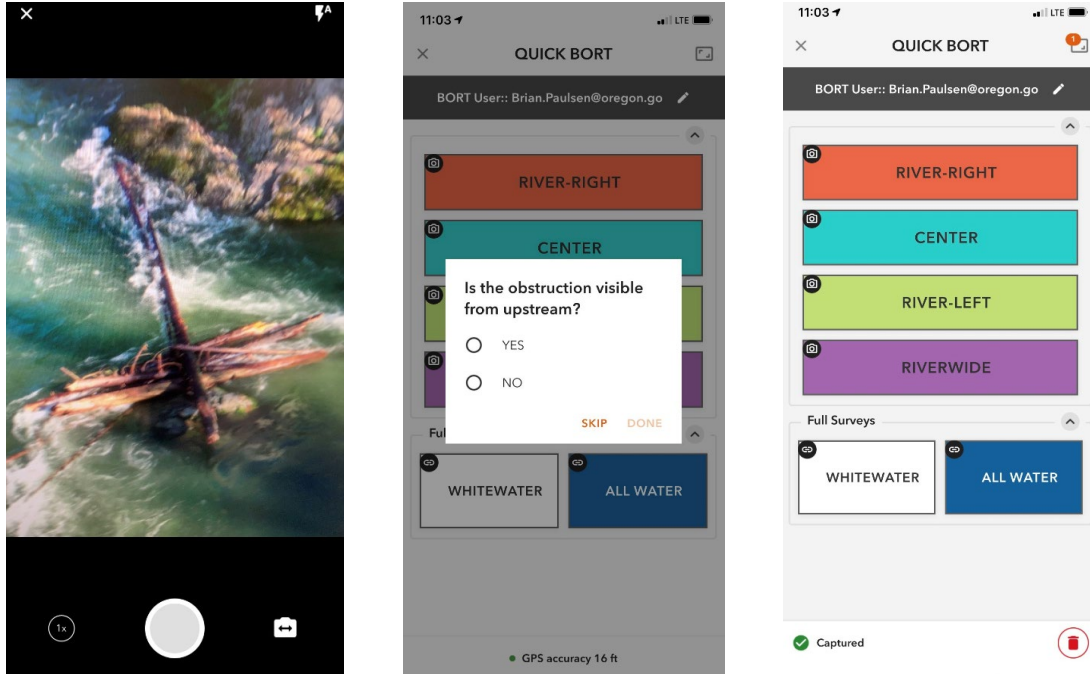 1x
11:03
LTE
QUICK BORT
BORT User:: Brian.Paulsen@oregon.go
RIVER-RIGHT
CENTER
Is the obstruction visible
from upstream?
YES
NO
SKIP DONE
Ful
WHITEWATER ALL WATER
GPS accuracy 16 ft
11:03
LTE
QUICK BORT
1
BORT User:: Brian.Paulsen@oregon.go
RIVER-RIGHT
CENTER
RIVER-LEFT
RIVERWIDE
Full Surveys
WHITEWATER ALL WATER
Captured